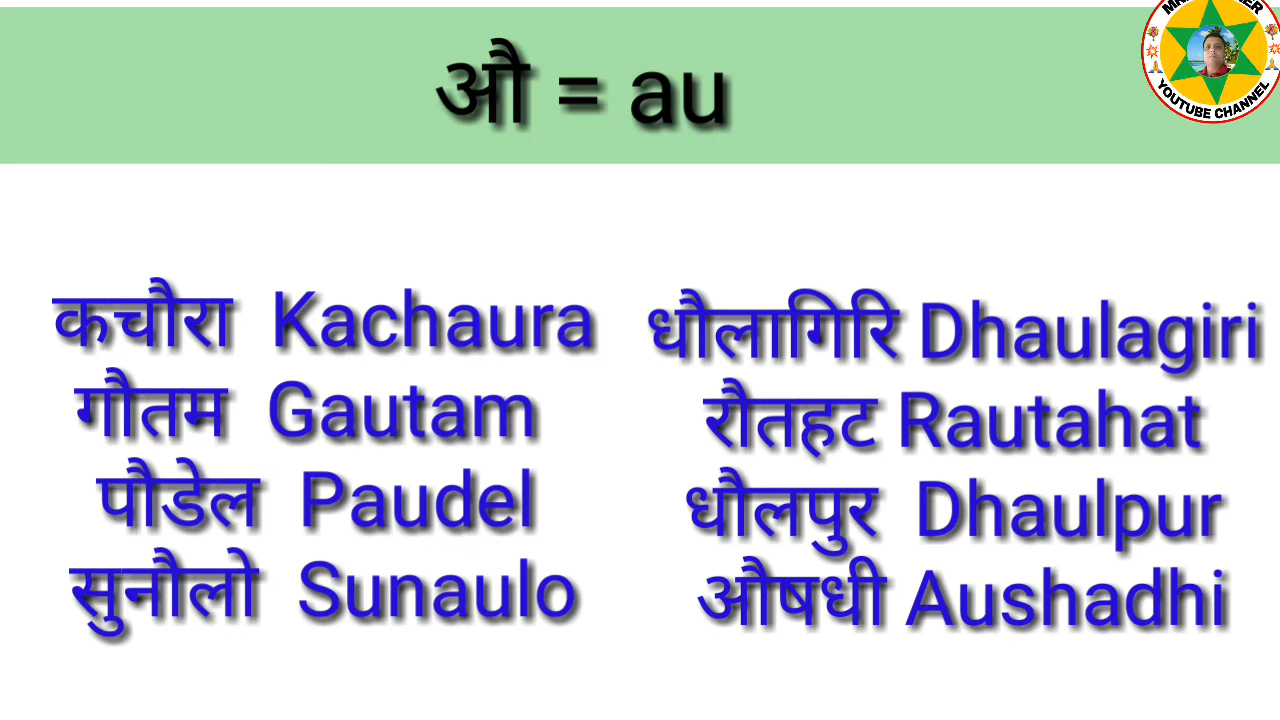 औ = au
YOUTUBE CHANNEL
कचौरा Kachaura
गौतम Gautam
पौडेल Paudel
सुनौलो Sunaulo
धौलागिरि Dhaulagiri
रौतहट Rautahat
धौलपुर Dhaulpur
औषधी Aushadhi